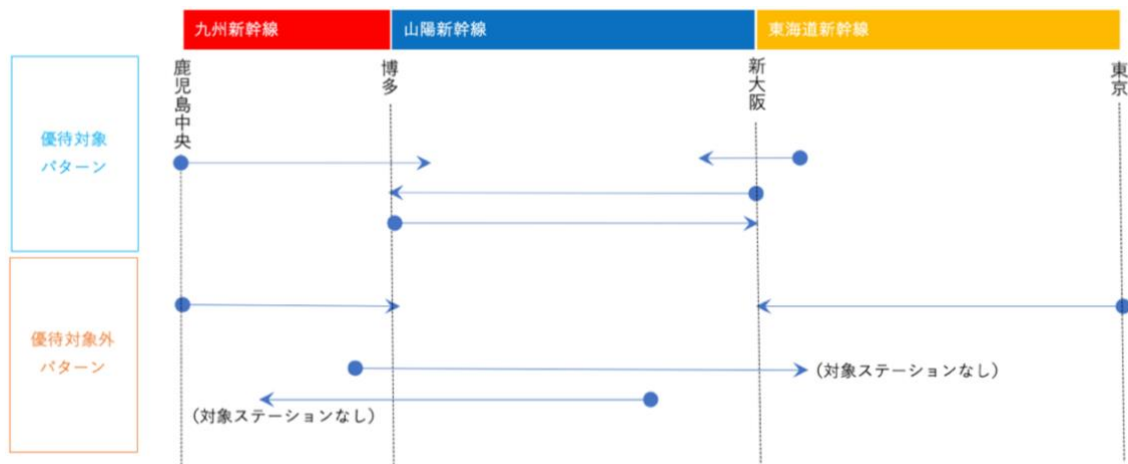 九州新幹線
山陽新幹線
東海道新幹線
鹿児島中央
博多
新大阪
東京
優待対象
パターン
優待対象外
パターン
（対象ステーションなし）
（対象ステーションなし）